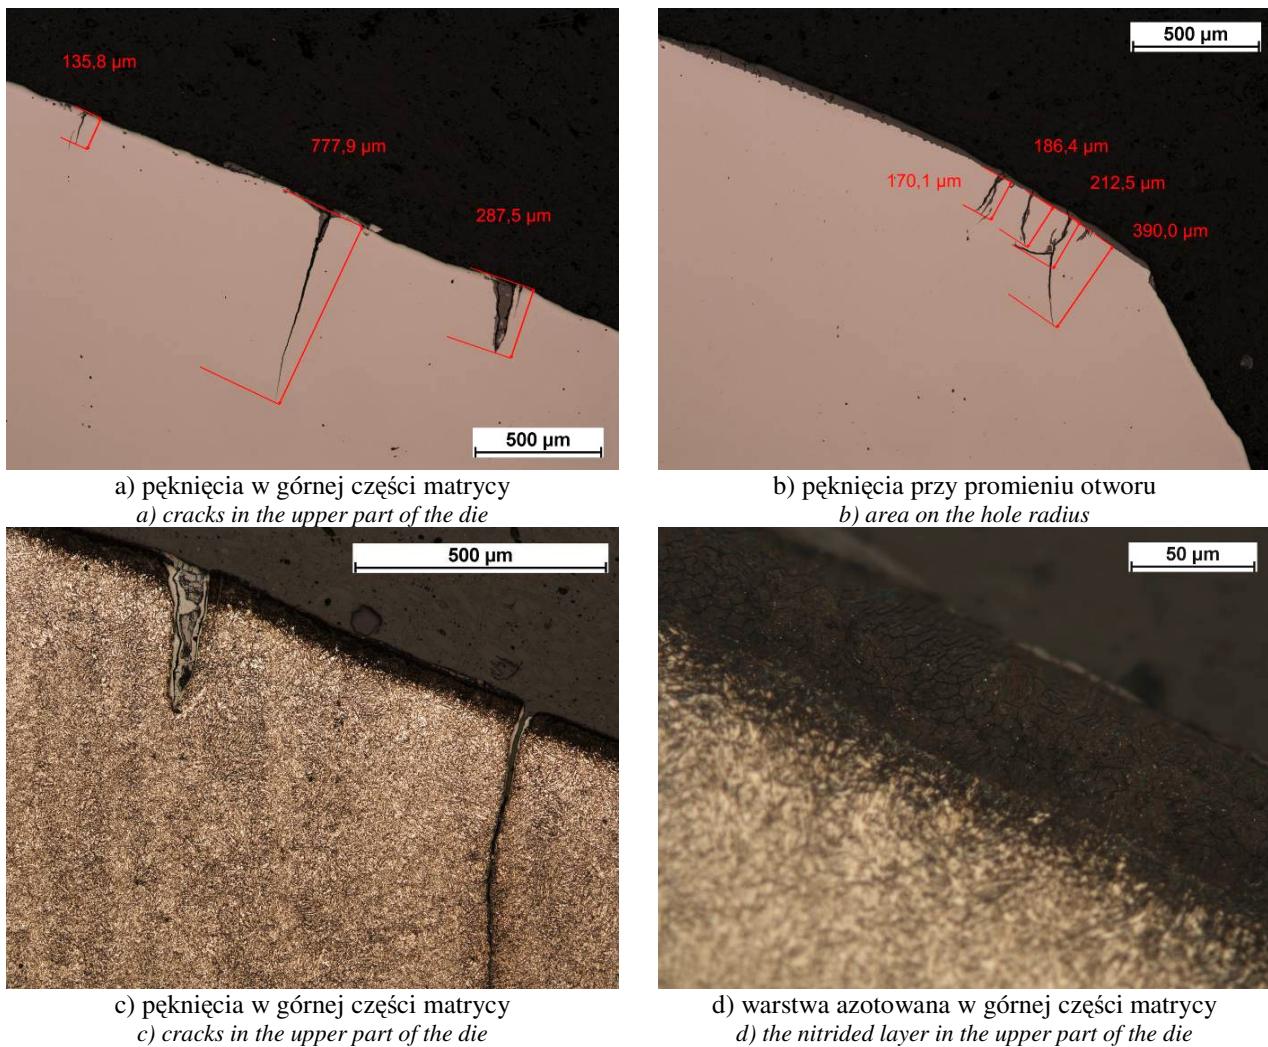 135,8 µm
777,9 µm
287,5 µm
500 µm
500 µm
186,4 µm
170,1 µm
212,5 µm
390,0 µm
a) pęknięcia w górnej części matrycy
a) cracks in the upper part of the die
b) pęknięcia przy promieniu otworu
b) area on the hole radius
500 µm
50 µm
c) pęknięcia w górnej części matrycy
c) cracks in the upper part of the die
d) warstwa azotowana w górnej części matrycy
d) the nitrided layer in the upper part of the die